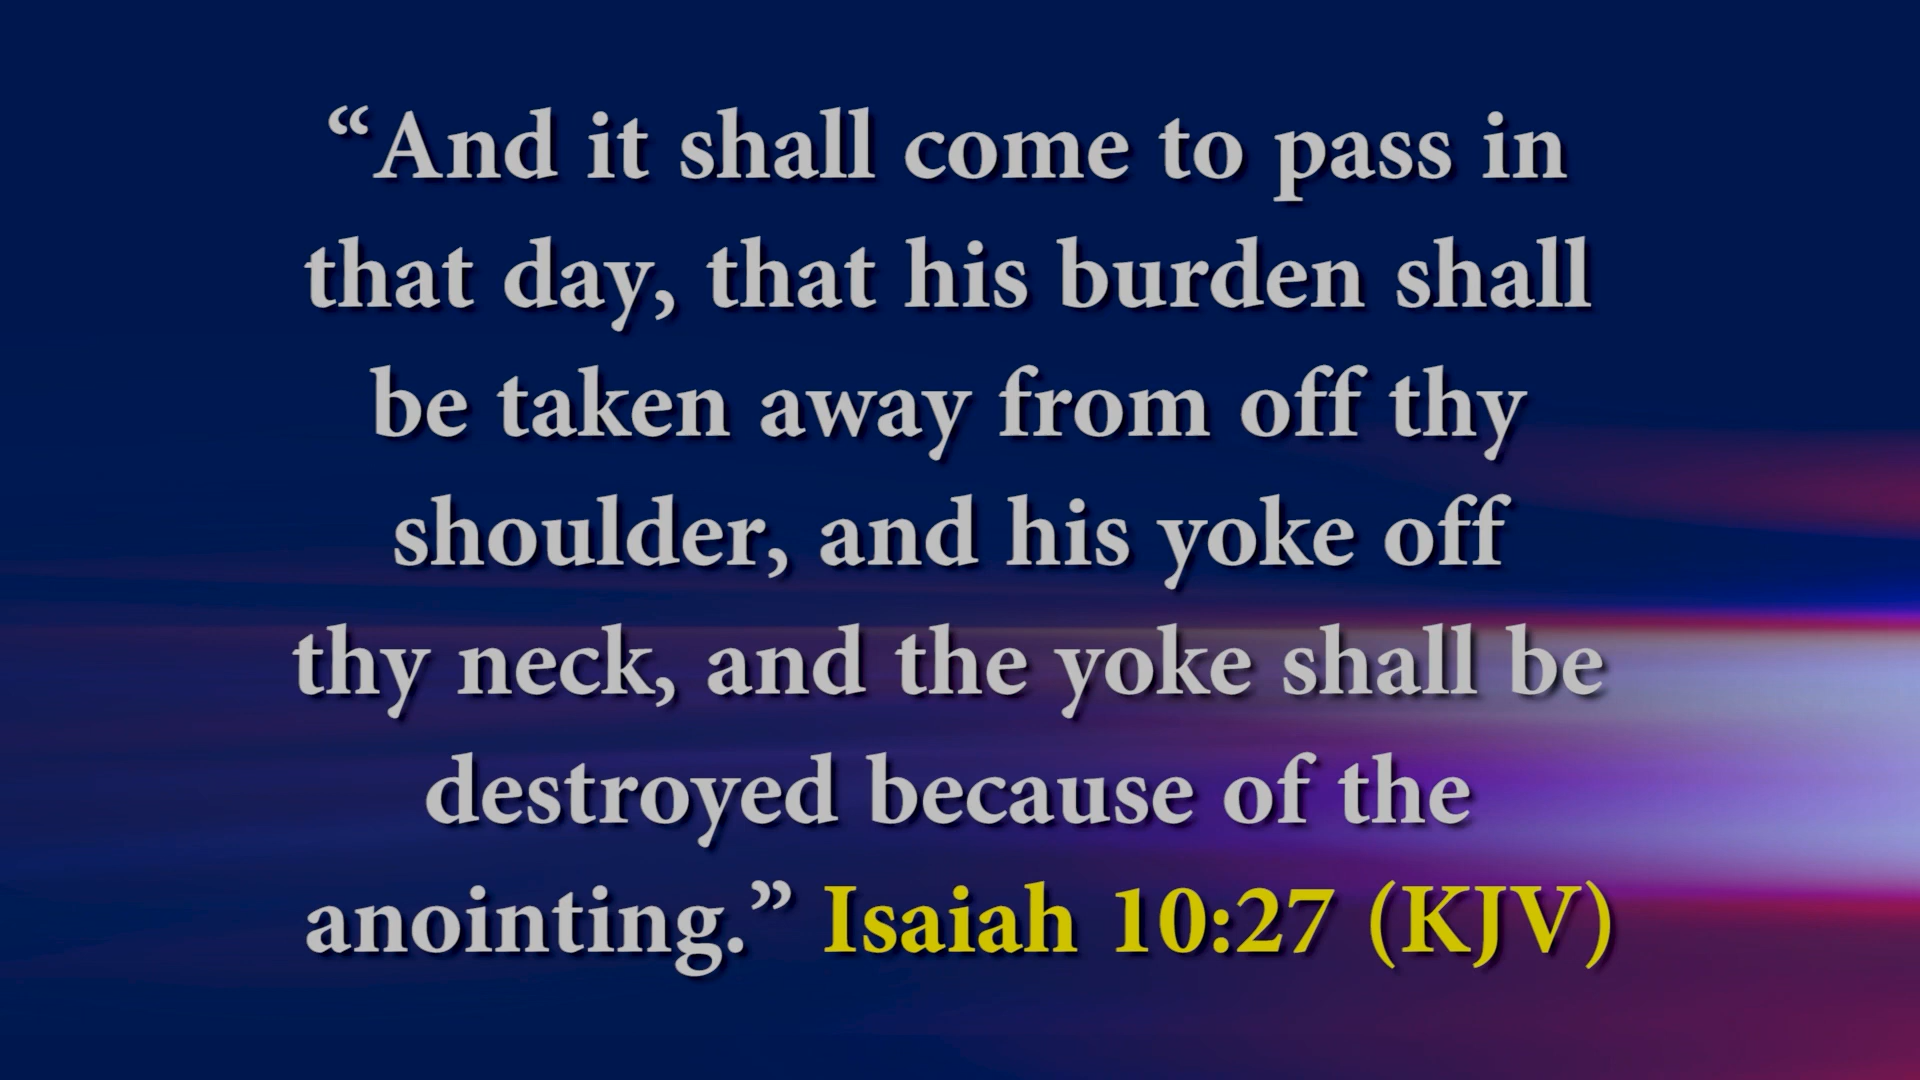 “And it shall come to pass in
that day, that his burden shall
be taken away from off thy
shoulder, and his yoke off
thy neck, and the yoke shall be
destroyed because of the
anointing.” Isaiah 10:27 (KJV)